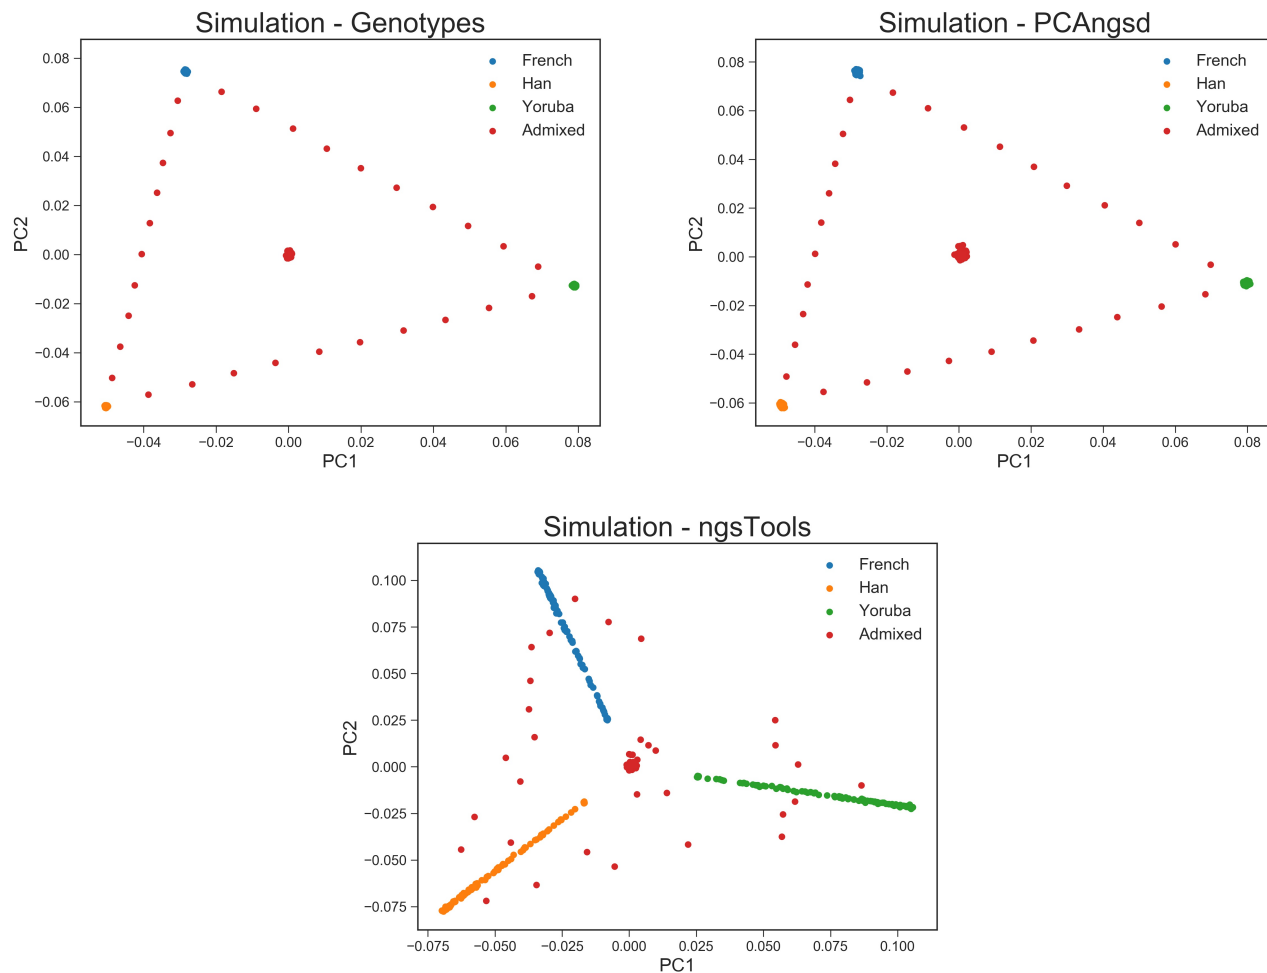 Simulation - Genotypes
French
Han
Yoruba
Admixed
0.08
0.06
0.04
0.02
0.00
−0.02
−0.04
−0.06
PC2
−0.04 −0.02 0.00 0.02 0.04 0.06 0.08
PC1
Simulation - PCAngsd
French
Han
Yoruba
Admixed
0.08
0.06
0.04
0.02
0.00
−0.02
−0.04
−0.06
PC2
−0.04 −0.02 0.00 0.02 0.04 0.06 0.08
PC1
Simulation - ngsTools
French
Han
Yoruba
Admixed
0.100
0.075
0.050
0.025
0.000
−0.025
−0.050
−0.075
PC2
−0.075 −0.050 −0.025 0.000 0.025 0.050 0.075 0.100
PC1